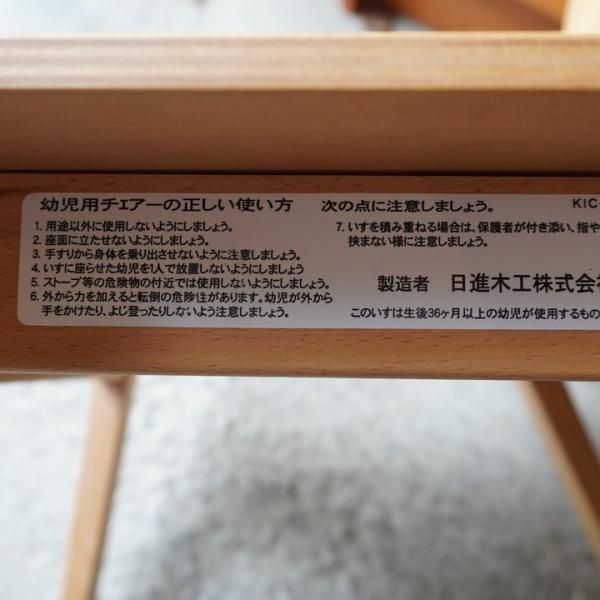 幼児用チェアーの正しい使い方 次の点に注意しましょう。 KIC
1. 用途以外に使用しないようにしましょう。
2. 座面に立たせないようにしましょう。
3. 手すりから身体を乗り出させないように注意しましょう。
4. いすに座らせた幼児を1人で放置しないようにしましょう
5. ストーブ等の危険物の付近では使用しないようにしましょう。
6. 外から力を加えると転倒の危険性があります。幼児が外から
手をかけたり、よじ登ったりしないよう注意しましょう。
7. いすを積み重ねる場合は、保護者が付き添い、指や
挟まない様に注意しましょう。
製造者 日進木工株式会社
このいすは生後36ヶ月以上の幼児が使用するもの